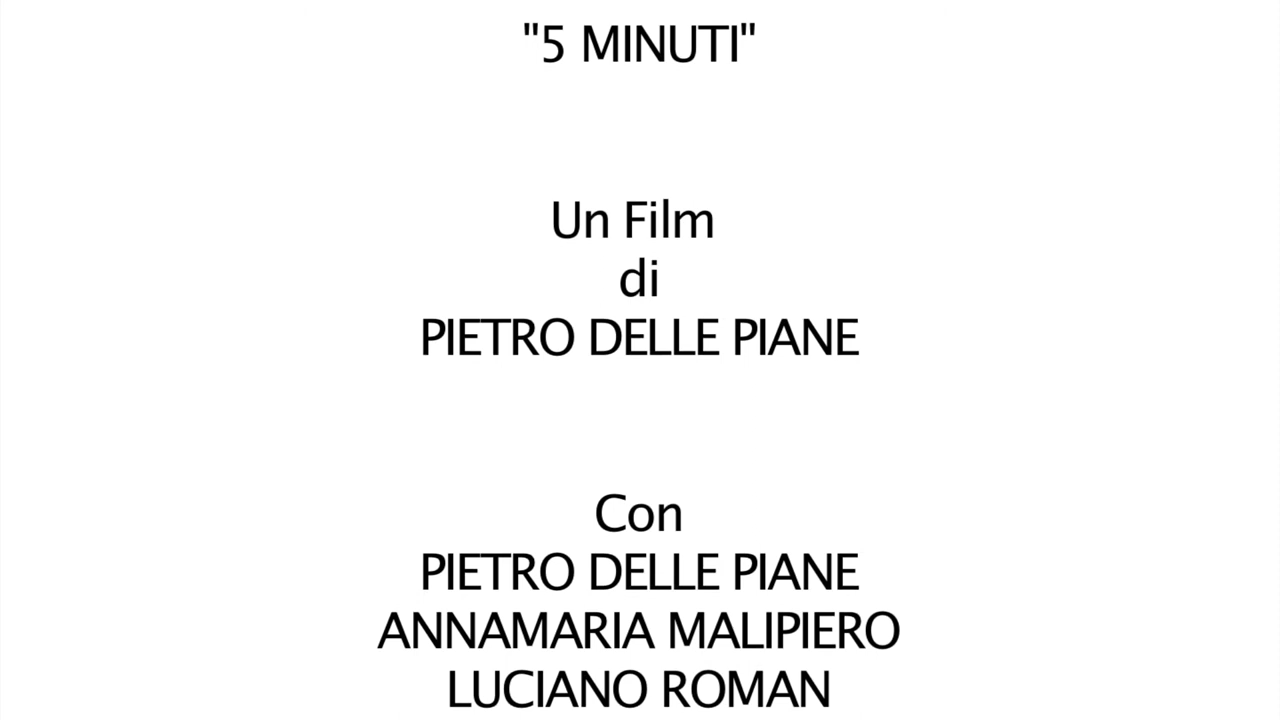 "5 MINUTI"
Un Film
di
PIETRO DELLE PIANE
Con
PIETRO DELLE PIANE
ANNAMARIA MALIPIERO
LUCIANO ROMAN